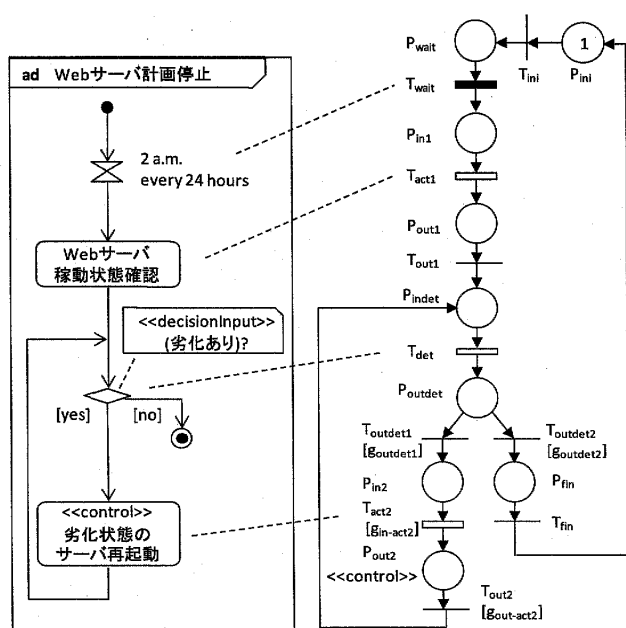 ad Webサーバ計画停止
2 a.m.
every 24 hours
Webサーバ
稼動状態確認
<<decisionInput>>
(劣化あり)?
[yes]
[no]
<<control>>
劣化状態の
サーバ再起動
Pwait
Tini
1
Pini
Twait
Pin1
Tact1
Pout1
Tout1
Pindet
Tdet
Poutdet
Toutdet1
[goutdet1]
Toutdet2
[goutdet2]
Pin2
Pfin
Tact2
[gin-act2]
Tfin
Pout2
<<control>>
Tout2
[gout-act2]